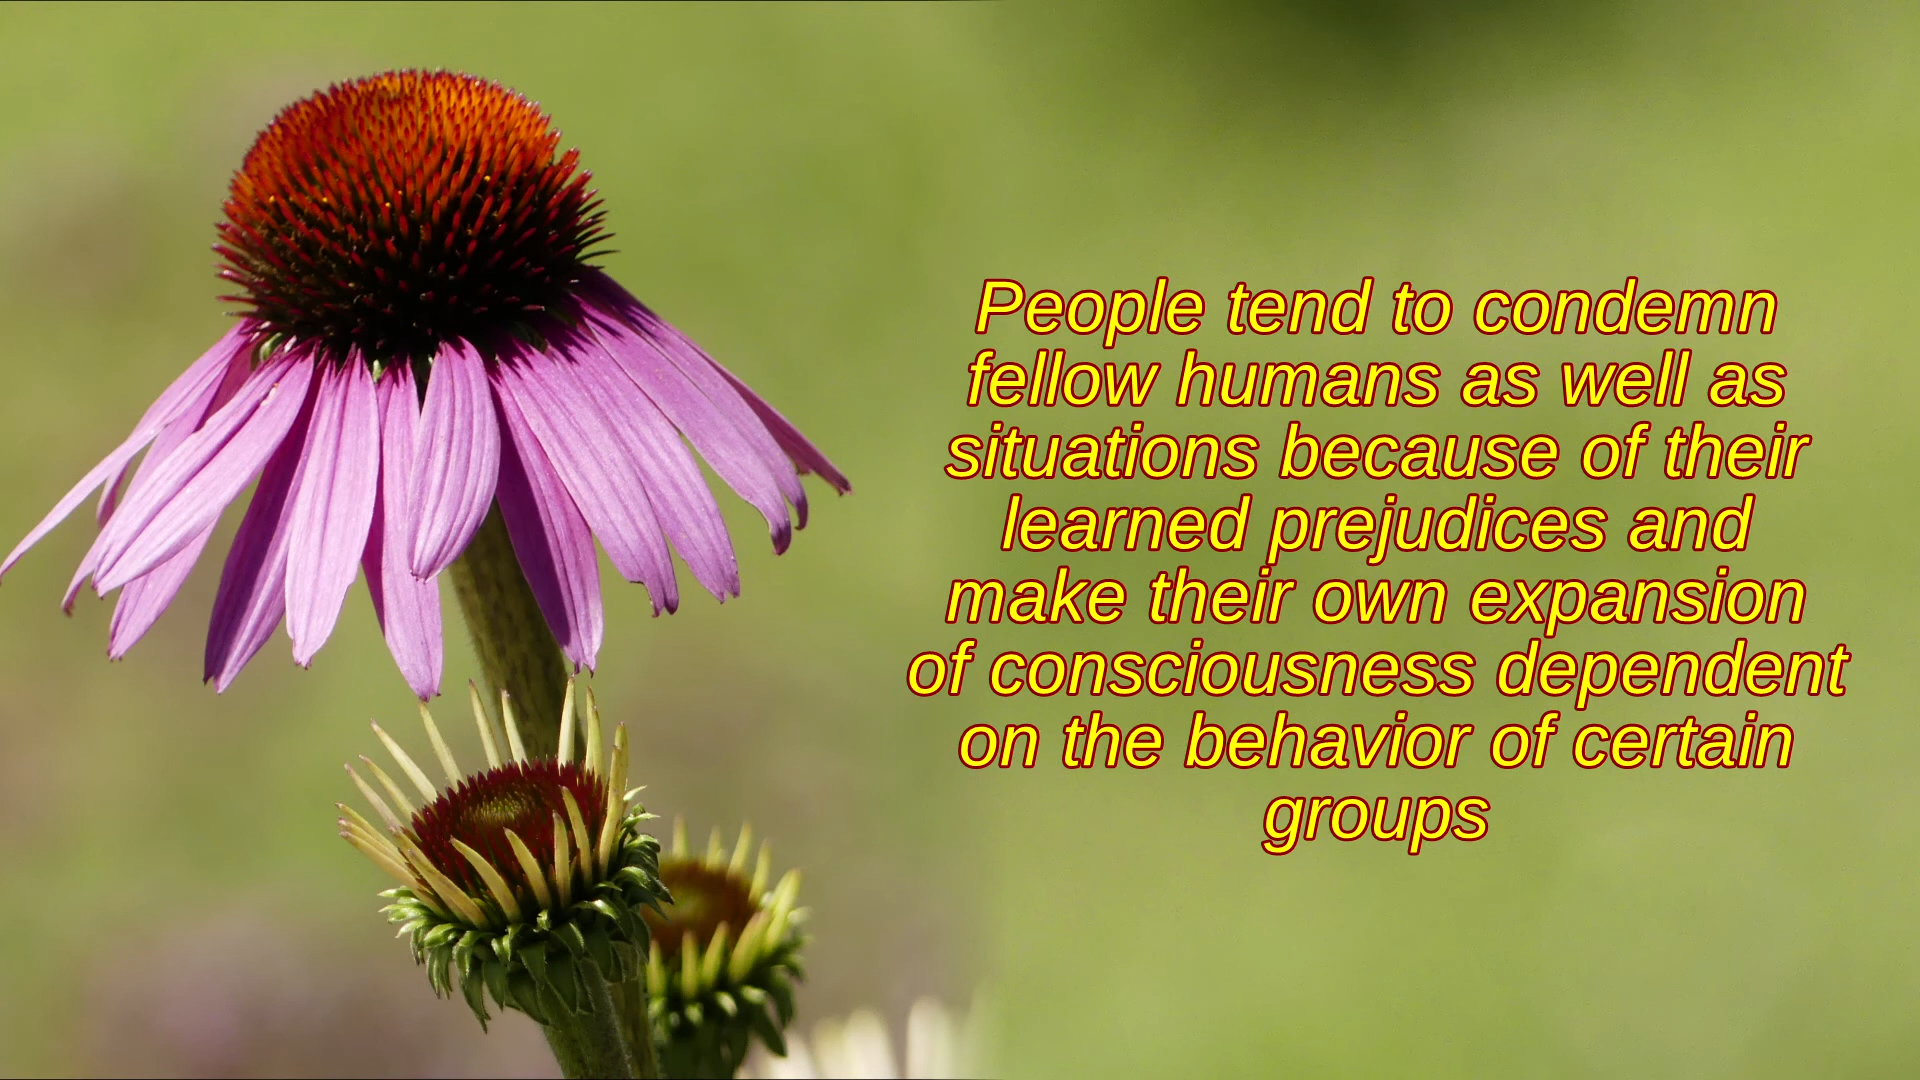 People tend to condemn
fellow humans as well as
situations because of their
learned prejudices and
make their own expansion
of consciousness dependent
on the behavior of certain
groups